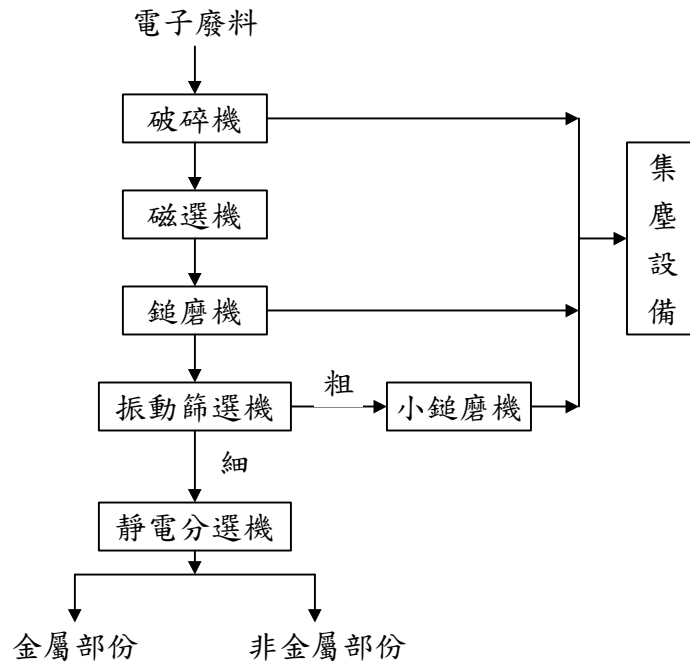 電子廢料
破碎機
磁選機
鎚磨機
振動篩選機
粗
小鎚磨機
細
靜電分選機
金屬部份
非金屬部份
集塵設備